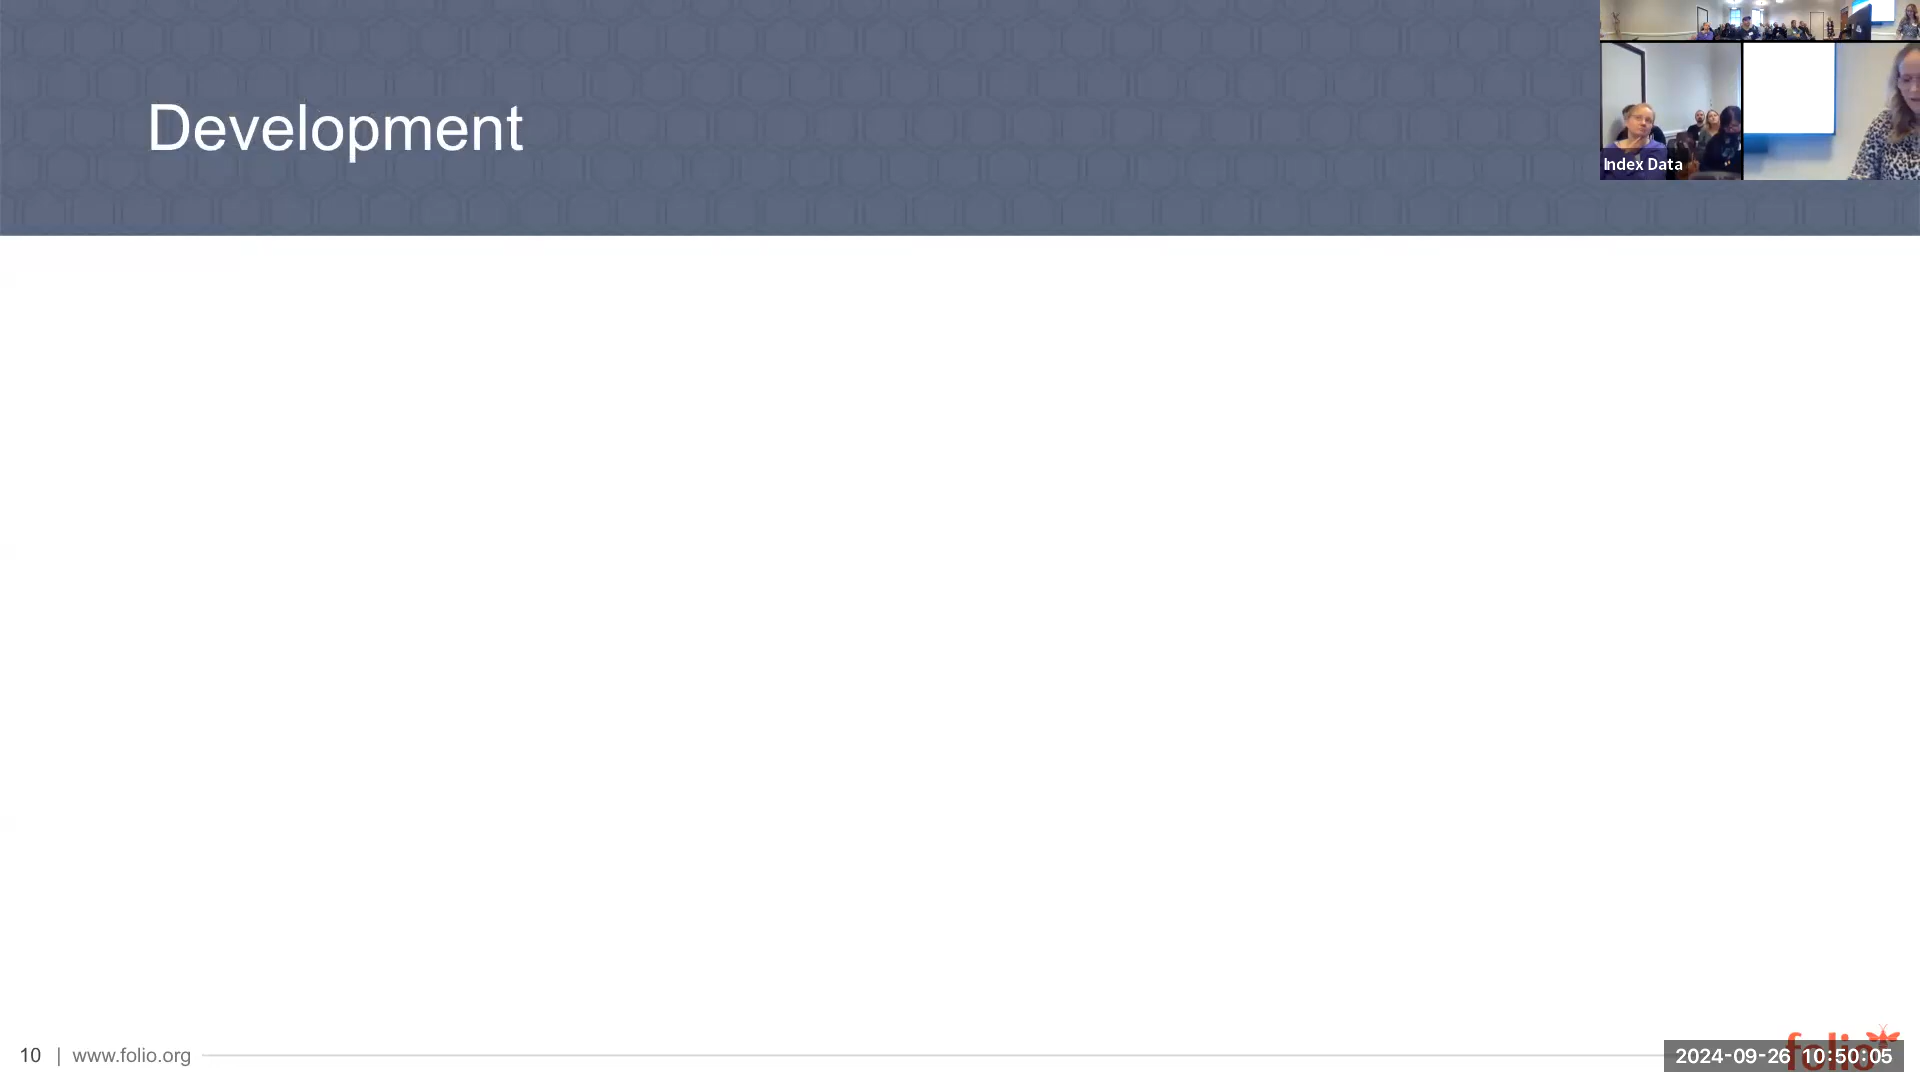 Development
Index Data
10 | www.folio.org
folio
2024-09-26 10:50:05